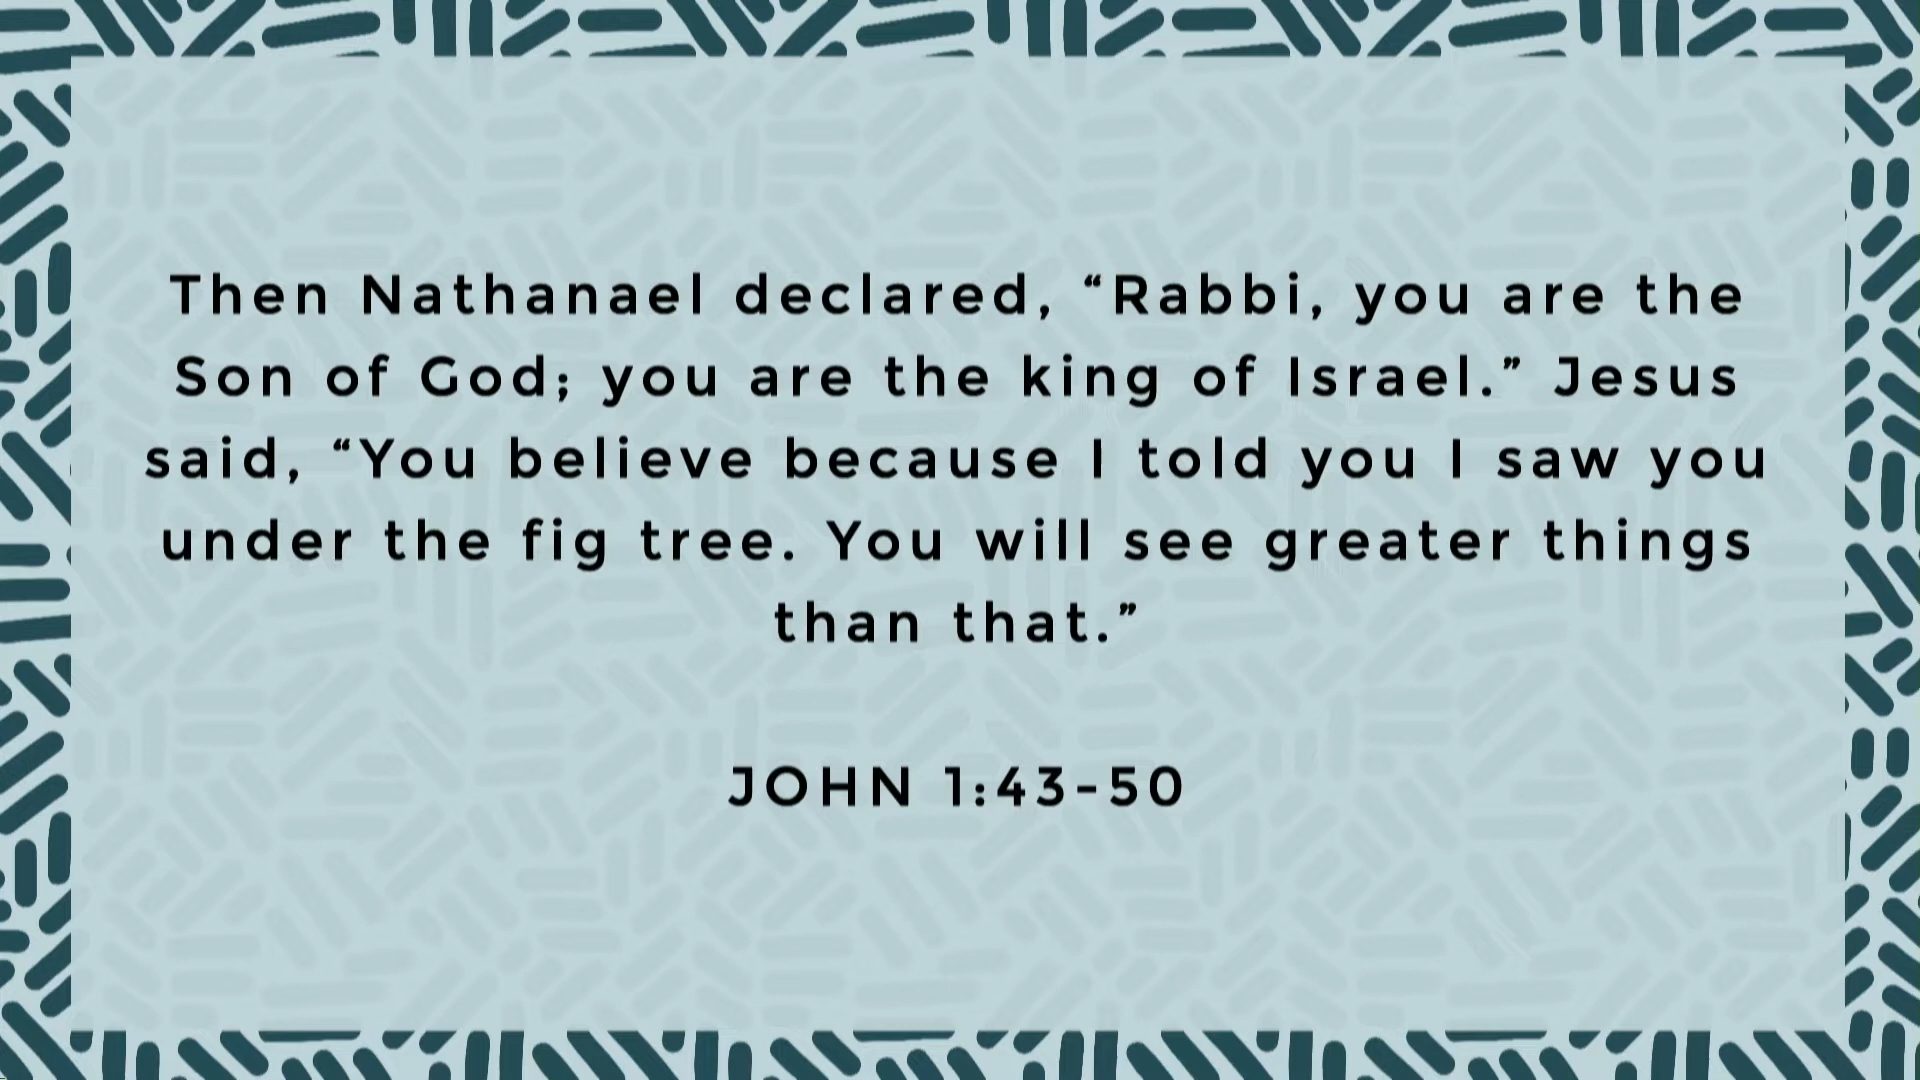 Then Nathanael declared, “Rabbi, you are the
Son of God; you are the king of Israel.” Jesus
said, “You believe because I told you I saw you
under the fig tree. You will see greater things
than that.”
JOHN 1:43-50